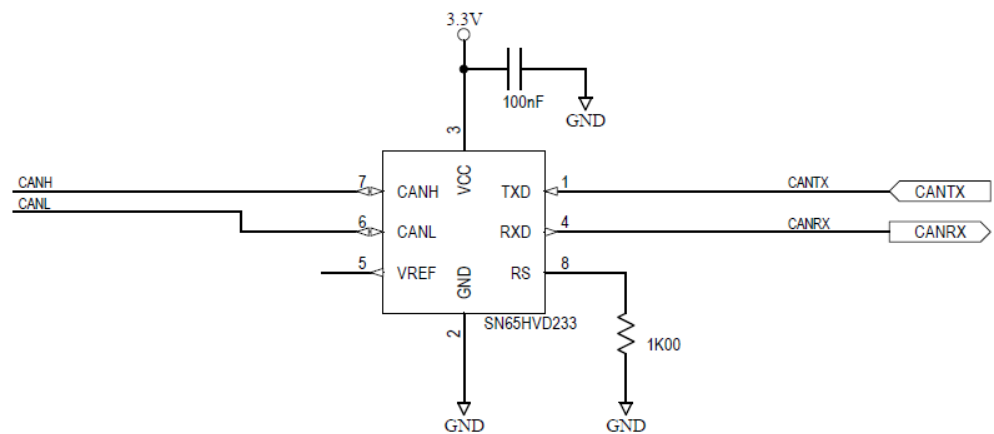 3.3V
100nF
GND
3
CANH
7
CANH
VCC
TXD
1
CANTX
CANTX
CANL
6
CANL
RXD
4
CANRX
CANRX
5
VREF
GND
RS
8
SN65HVD233
2
1K00
GND
GND